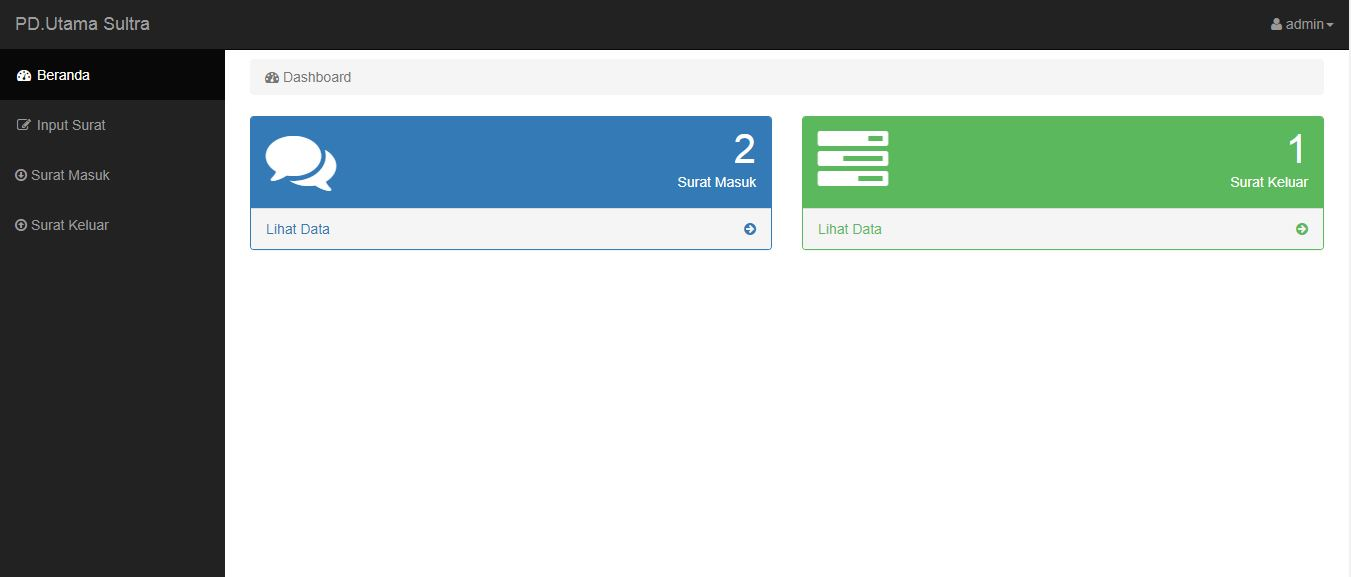 PD.Utama Sultra
admin
Beranda
Input Surat
Surat Masuk
Surat Keluar
Dashboard
2
Surat Masuk
Lihat Data
1
Surat Keluar
Lihat Data